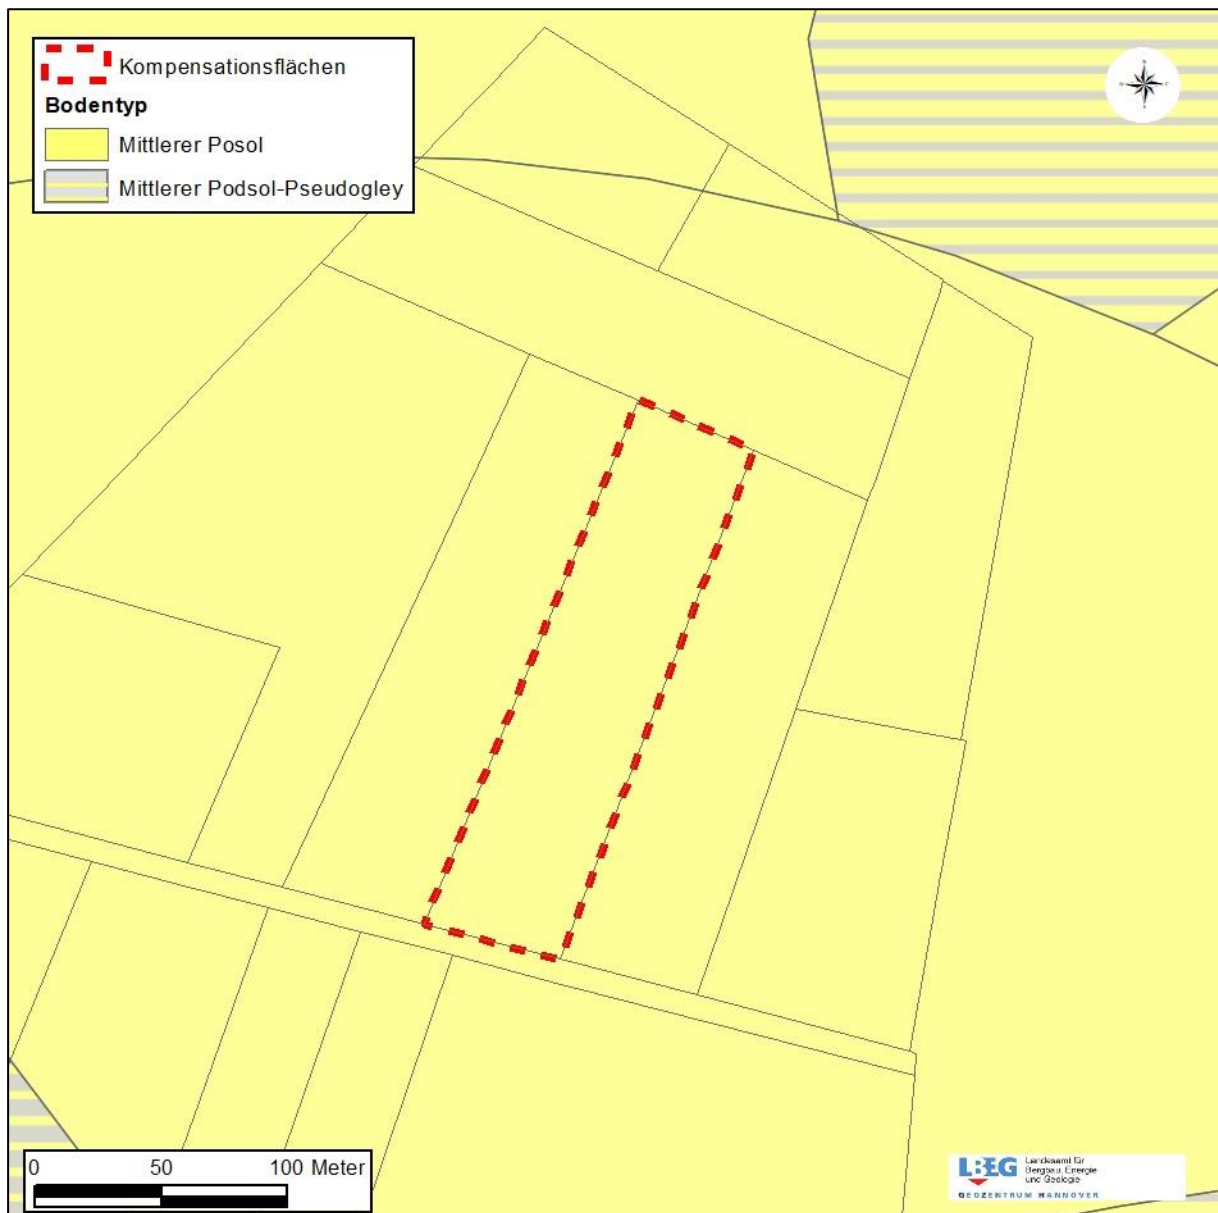 Kompensationsflächen
Bodentyp
Mittlerer Posol
Mittlerer Podsol-Pseudogley
0 50 100 Meter
LBEG
Landesamt für
Bergbau, Energie
und Geologie
GEOZENTRUM HANNOVER